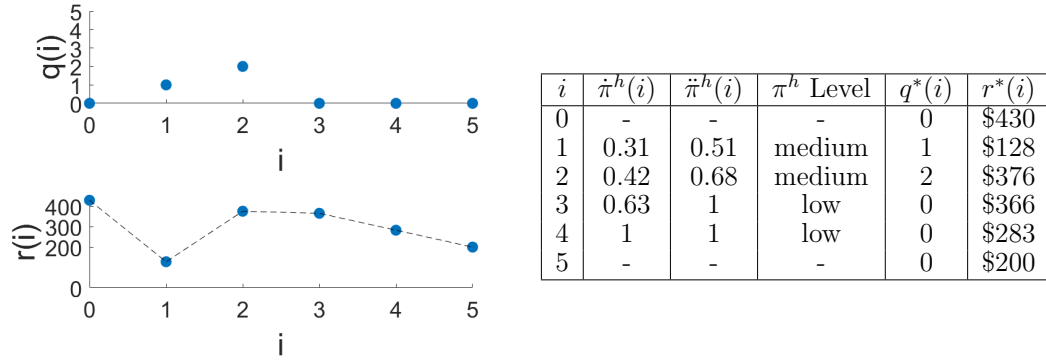 5
4
3
2
1
0
q(i)
0 1 2 3 4 5
i
400
300
200
0
r(i)
0 1 2 3 4 5
i
i π̇ʰ(i) π̈ʰ(i) πʰ Level q*(i) r*(i)
0 - - - 0 $430
1 0.31 0.51 medium 1 $128
2 0.42 0.68 medium 2 $376
3 0.63 1 low 0 $366
4 1 1 low 0 $283
5 - - - 0 $200